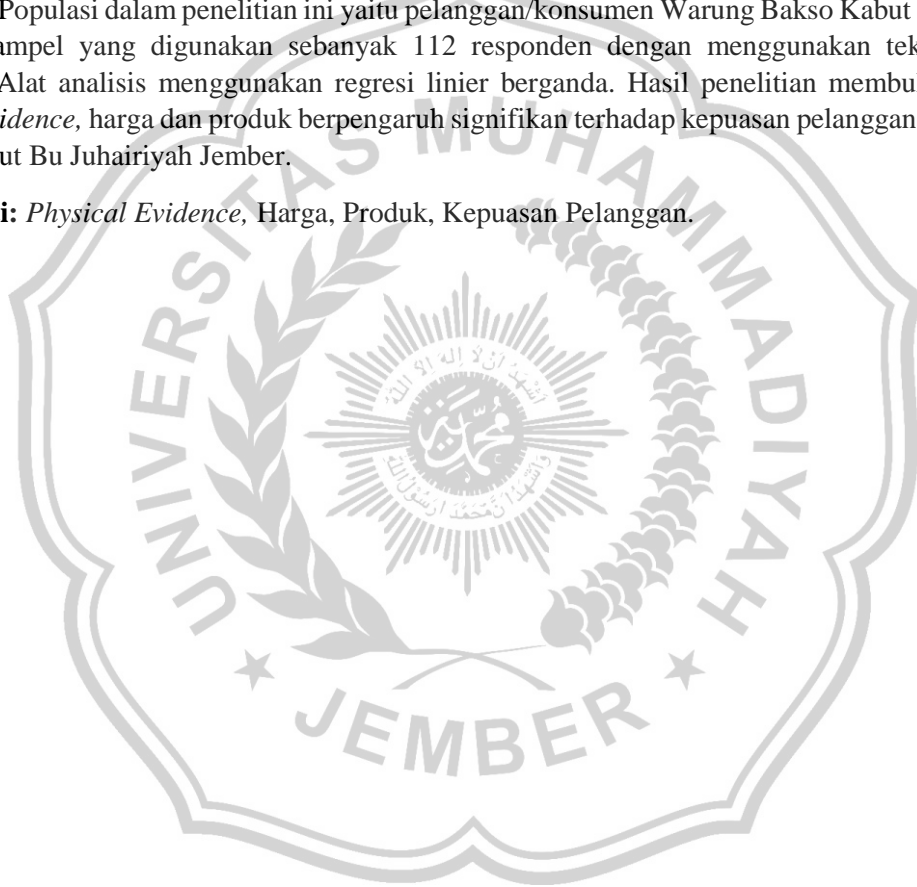 Populasi dalam penelitian ini yaitu pelanggan/konsumen Warung Bakso Kabut
ampel yang digunakan sebanyak 112 responden dengan menggunakan tek
Alat analisis menggunakan regresi linier berganda. Hasil penelitian membu
idence, harga dan produk berpengaruh signifikan terhadap kepuasan pelanggan
ut Bu Juhairiyah Jember.
i: Physical Evidence, Harga, Produk, Kepuasan Pelanggan.
UNIVERSITAS MUHAMMADIYAH
JEMBER